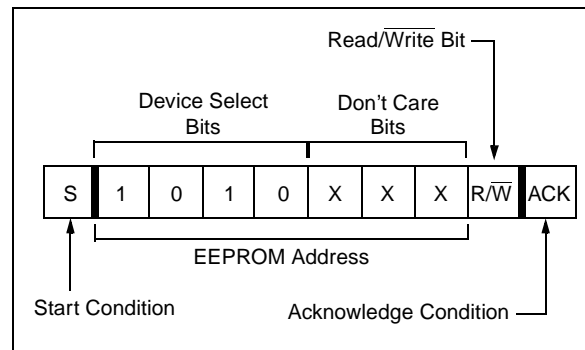 Read/Write Bit
Device Select
Bits
Don't Care
Bits
S 1 0 1 0 X X X R/W ACK
EEPROM Address
Start Condition
Acknowledge Condition